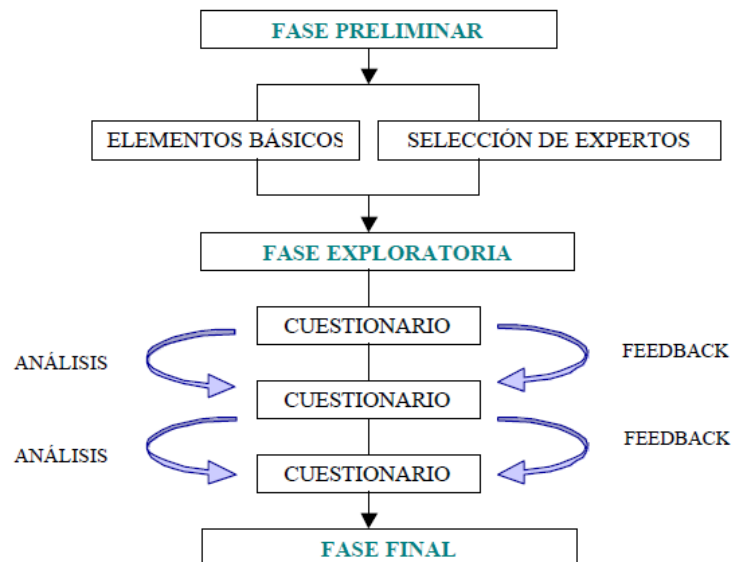 FASE PRELIMINAR
ELEMENTOS BÁSICOS
SELECCIÓN DE EXPERTOS
FASE EXPLORATORIA
CUESTIONARIO
ANÁLISIS
FEEDBACK
CUESTIONARIO
ANÁLISIS
FEEDBACK
CUESTIONARIO
FASE FINAL